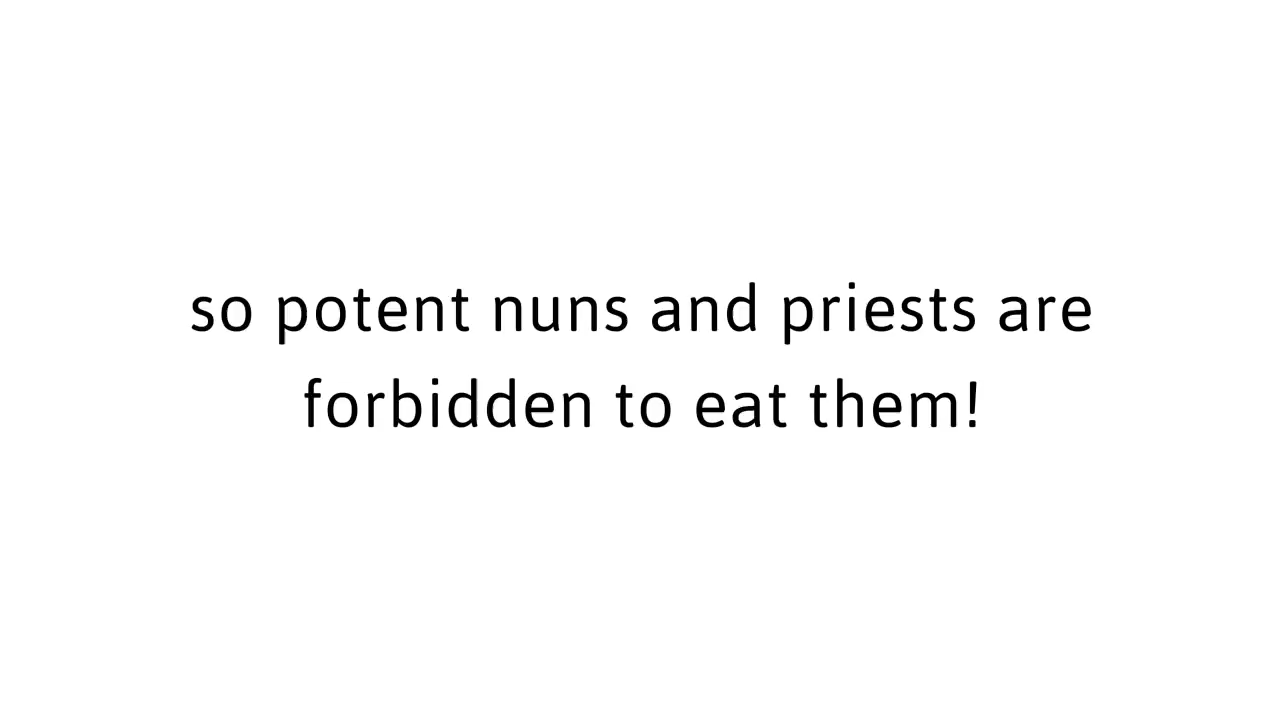 so potent nuns and priests are
forbidden to eat them!